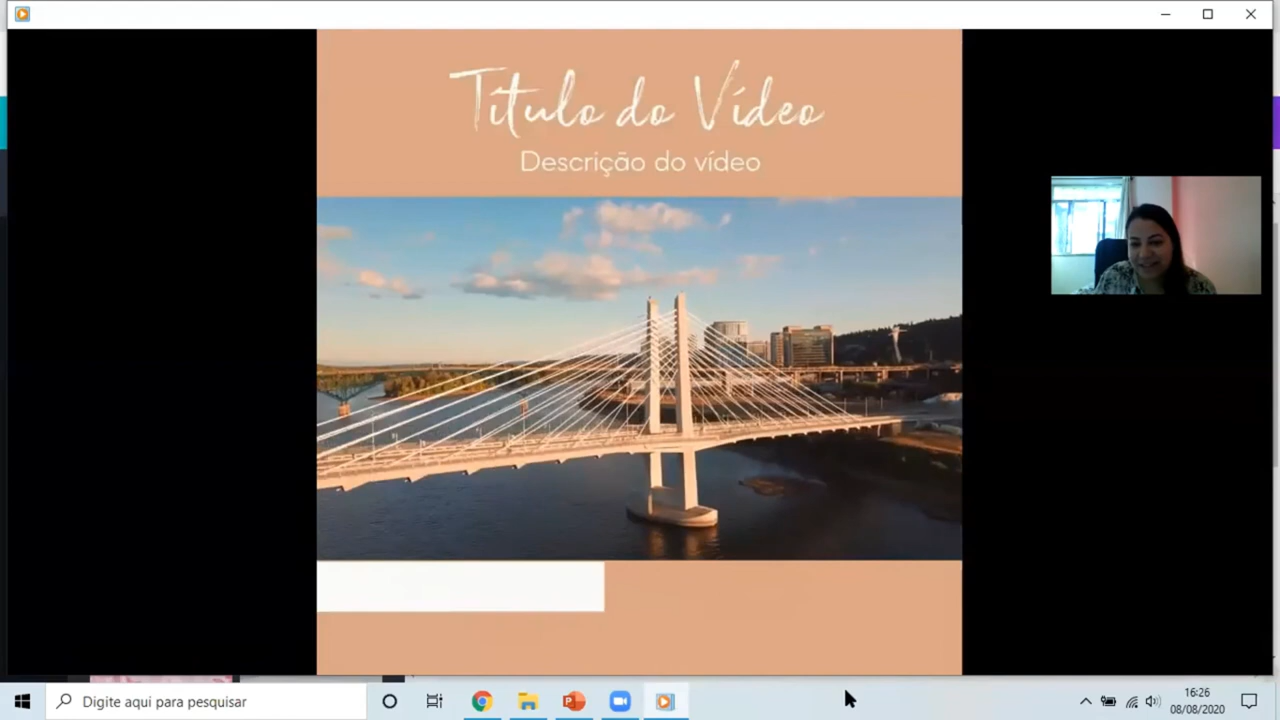 Título do Vídeo
Descrição do vídeo
Digite aqui para pesquisar
16:26
08/08/2020